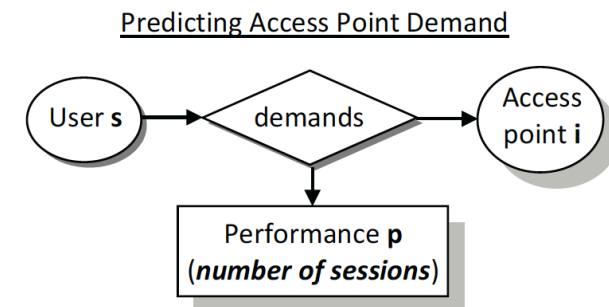 Predicting Access Point Demand
User s
demands
Access
point i
Performance p
(number of sessions)